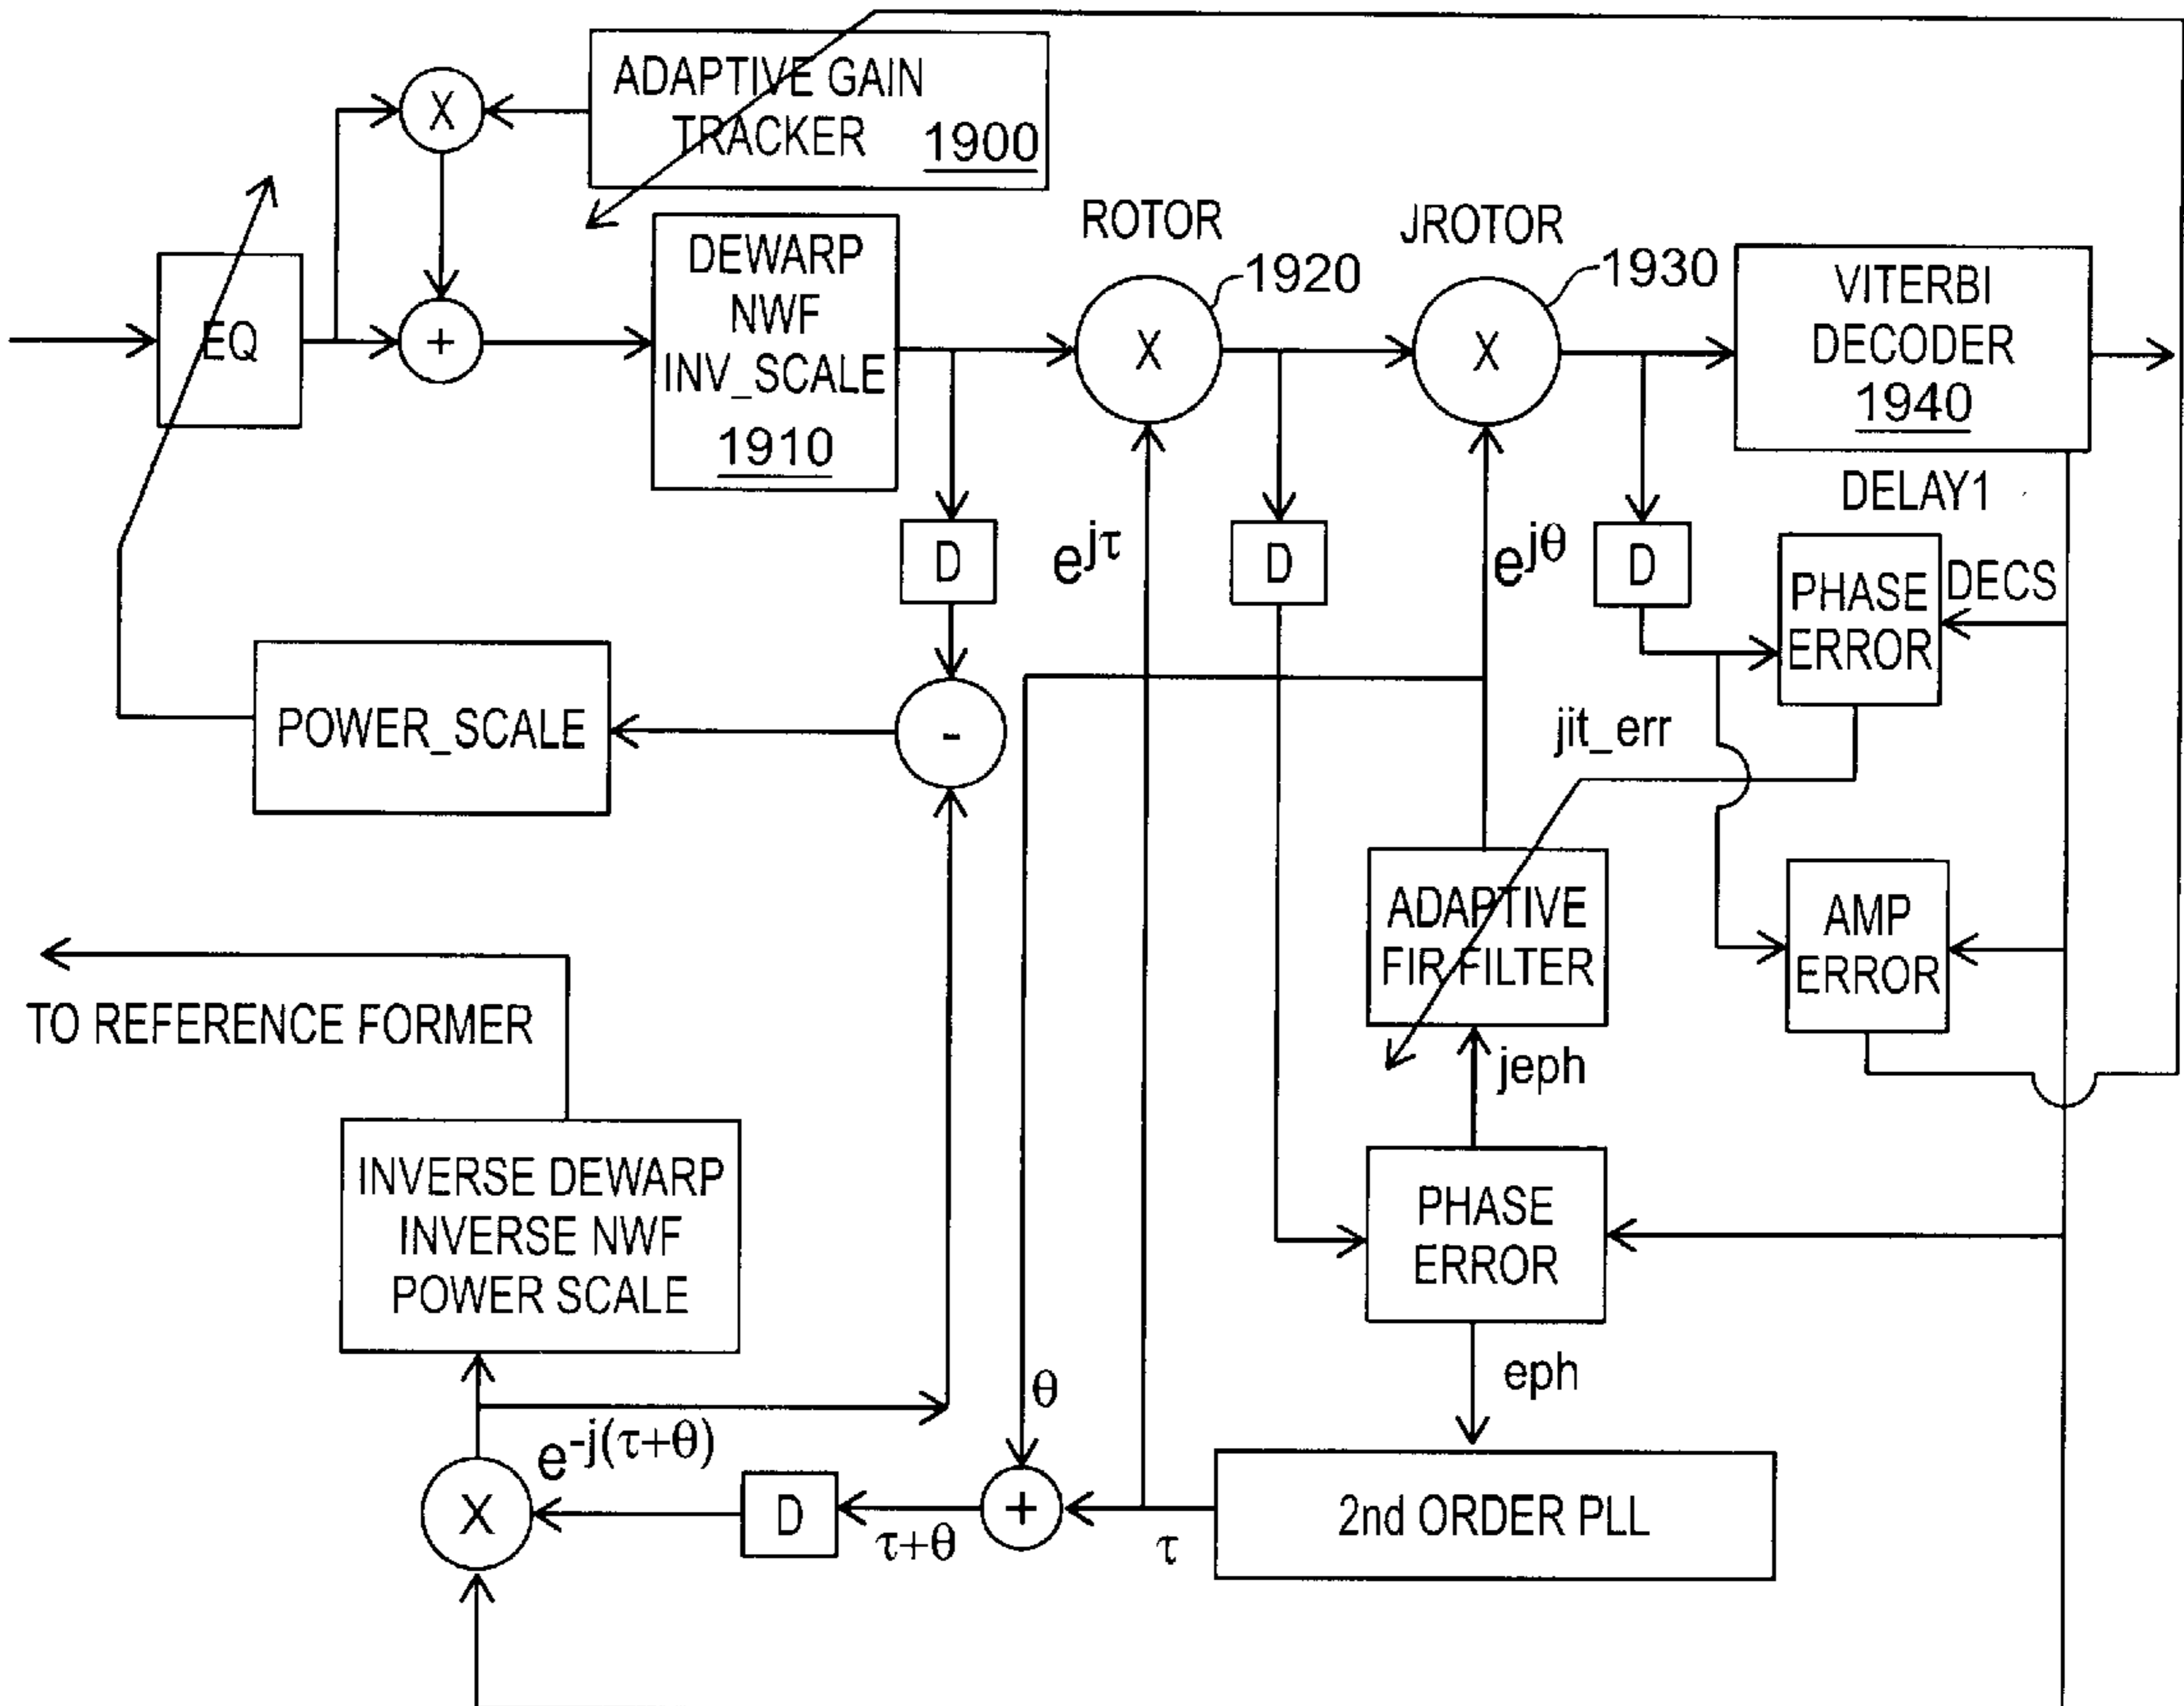 ADAPTIVE GAIN
TRACKER 1900
X
EQ
+
DEWARP
NWF
INV_SCALE
1910
ROTOR
1920
X
JROTOR
1930
X
VITERBI
DECODER
1940
DELAY1
D
e^jτ
D
e^jθ
D
PHASE
ERROR
DECS
POWER_SCALE
-
jit_err
ADAPTIVE
FIR FILTER
AMP
ERROR
TO REFERENCE FORMER
jeph
INVERSE DEWARP
INVERSE NWF
POWER SCALE
PHASE
ERROR
eph
θ
e^-j(τ+θ)
X
D
τ+θ
+
τ
2nd ORDER PLL